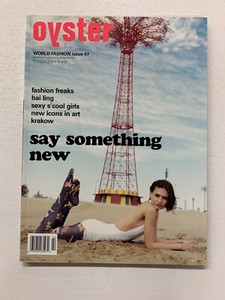 oyster
WORLD FASHION issue 57
fashion freaks
bai ling
sexy s'cool girls
new icons in art
krakow
say something
new